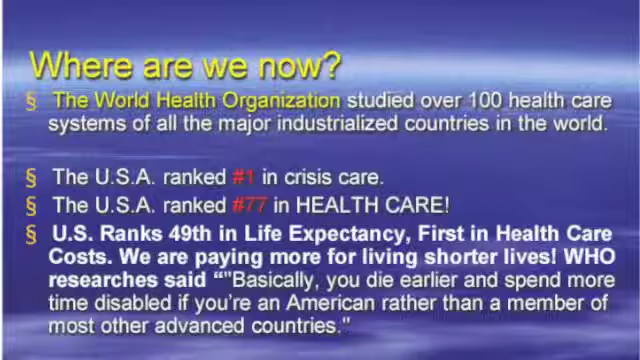 Where are we now?
§ The World Health Organization studied over 100 health care
systems of all the major industrialized countries in the world.
§ The U.S.A. ranked #1 in crisis care.
§ The U.S.A. ranked #77 in HEALTH CARE!
§ U.S. Ranks 49th in Life Expectancy, First in Health Care
Costs. We are paying more for living shorter lives! WHO
researches said “"Basically, you die earlier and spend more
time disabled if you're an American rather than a member of
most other advanced countries."